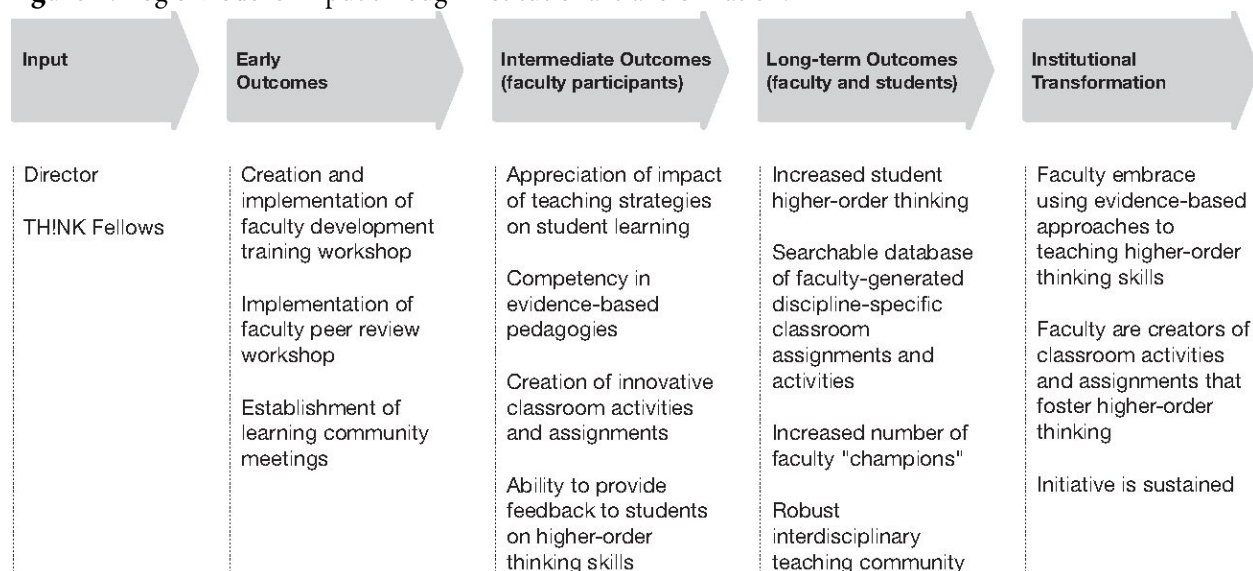 Input
Director
TH!NK Fellows
Early
Outcomes
Creation and
implementation of
faculty development
training workshop
Implementation of
faculty peer review
workshop
Establishment of
learning community
meetings
Intermediate Outcomes
(faculty participants)
Appreciation of impact
of teaching strategies
on student learning
Competency in
evidence-based
pedagogies
Creation of innovative
classroom activities
and assignments
Ability to provide
feedback to students
on higher-order
thinking skills
Long-term Outcomes
(faculty and students)
Increased student
higher-order thinking
Searchable database
of faculty-generated
discipline-specific
classroom
assignments and
activities
Increased number of
faculty "champions"
Robust
interdisciplinary
teaching community
Institutional
Transformation
Faculty embrace
using evidence-based
approaches to
teaching higher-order
thinking skills
Faculty are creators of
classroom activities
and assignments that
foster higher-order
thinking
Initiative is sustained